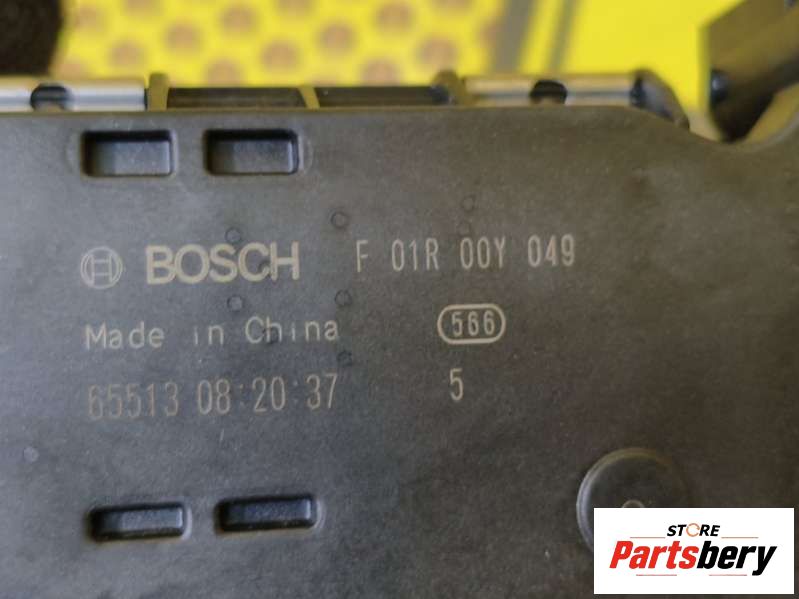 BOSCH F 01R 00Y 049
Made in China 566
65513 08:20:37 5
STORE
Partsbery